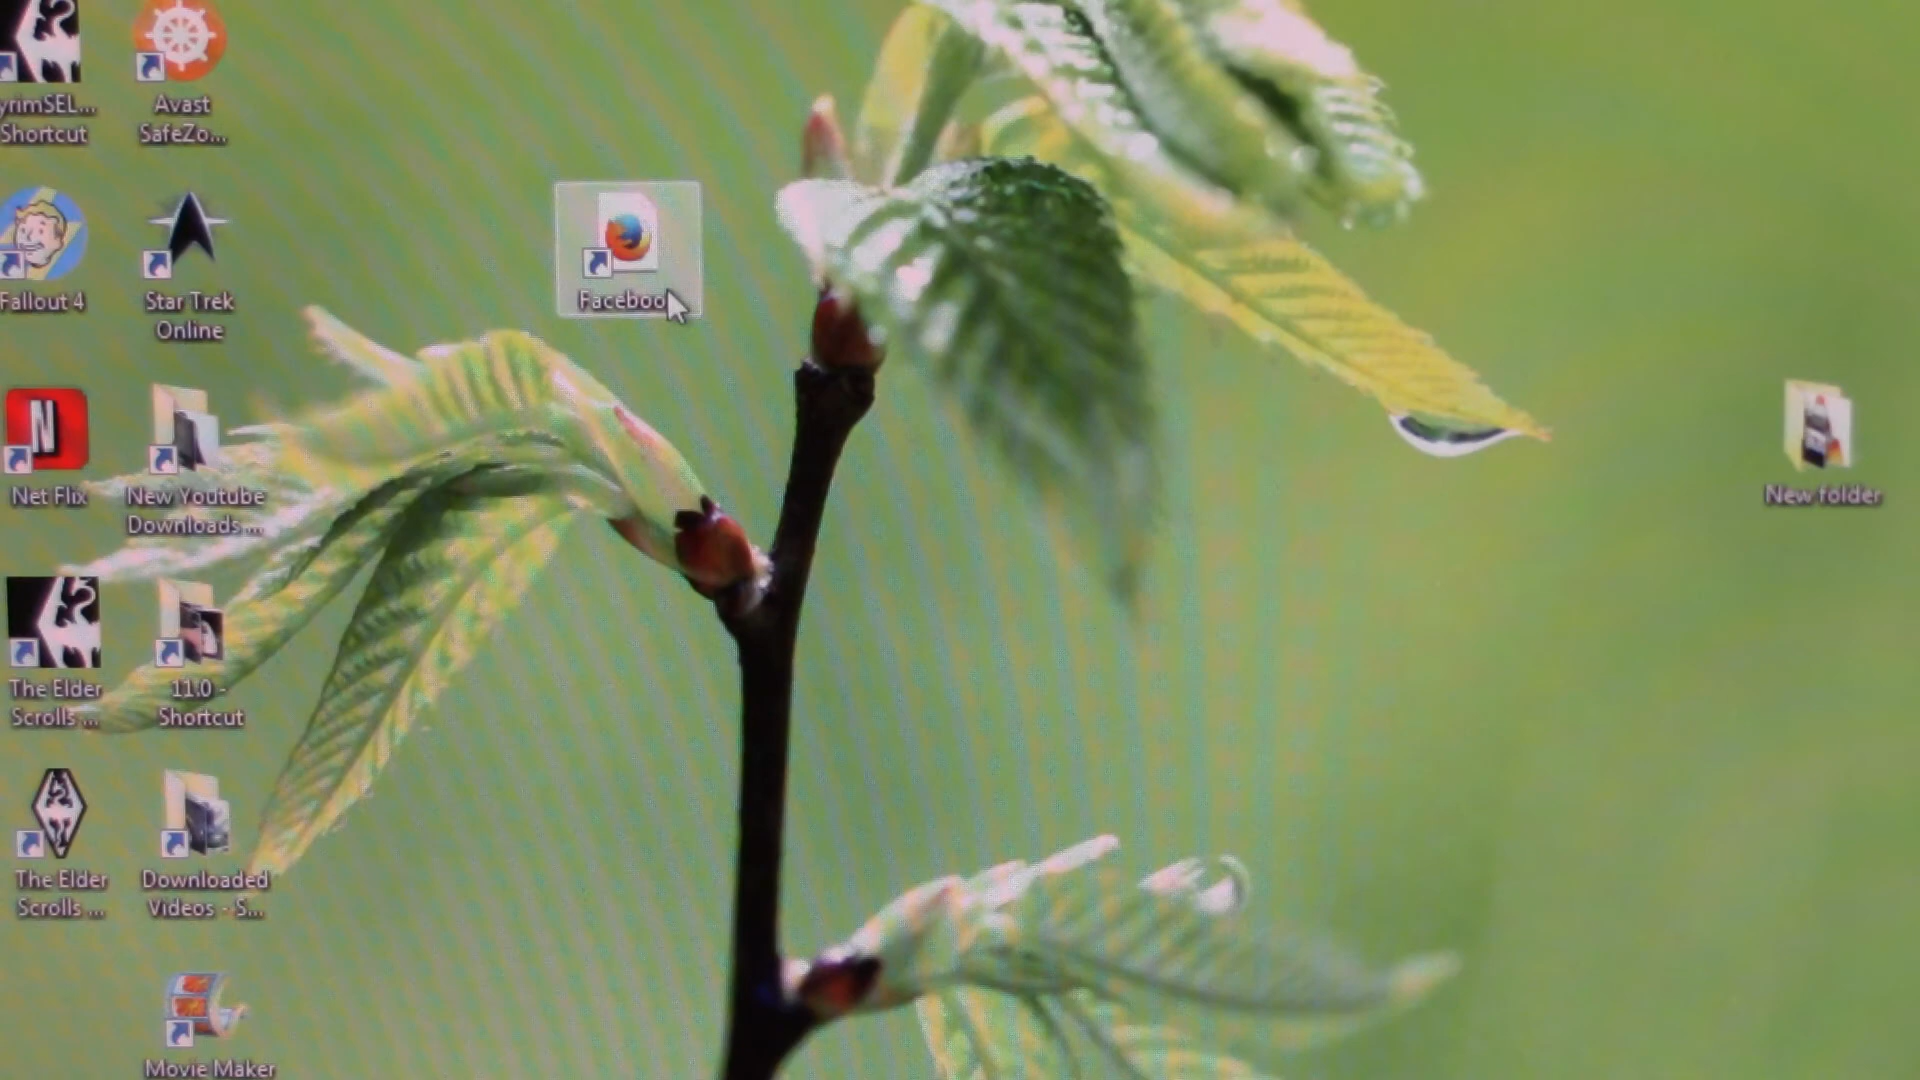 yrimSEL...
Shortcut
Avast
SafeZo...
Fallout 4
Star Trek
Online
Faceboo
Net Flix
New Youtube
Downloads ...
New folder
The Elder
Scrolls ...
11.0 -
Shortcut
The Elder
Scrolls ...
Downloaded
Videos - S...
Movie Maker